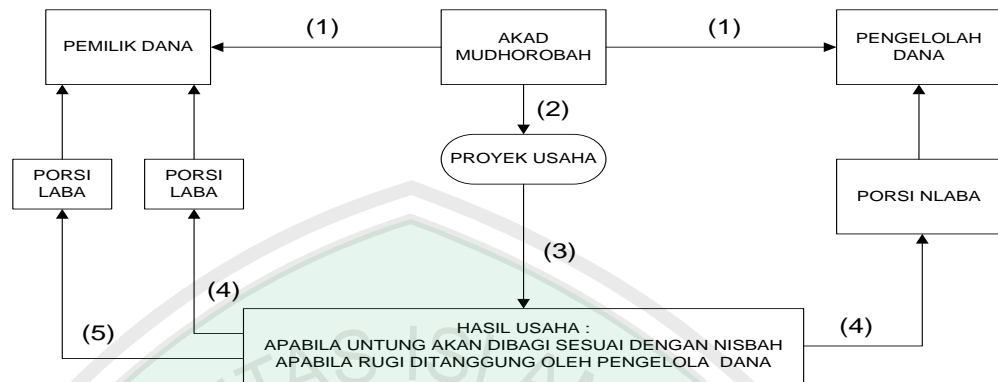 (1)
(1)
PEMILIK DANA
AKAD
MUDHOROBAH
PENGELOLAH
DANA
(2)
PROYEK USAHA
PORSI
LABA
PORSI
LABA
PORSI NLABA
(3)
(4)
(5)
(4)
HASIL USAHA :
APABILA UNTUNG AKAN DIBAGI SESUAI DENGAN NISBAH
APABILA RUGI DITANGGUNG OLEH PENGELOLA DANA